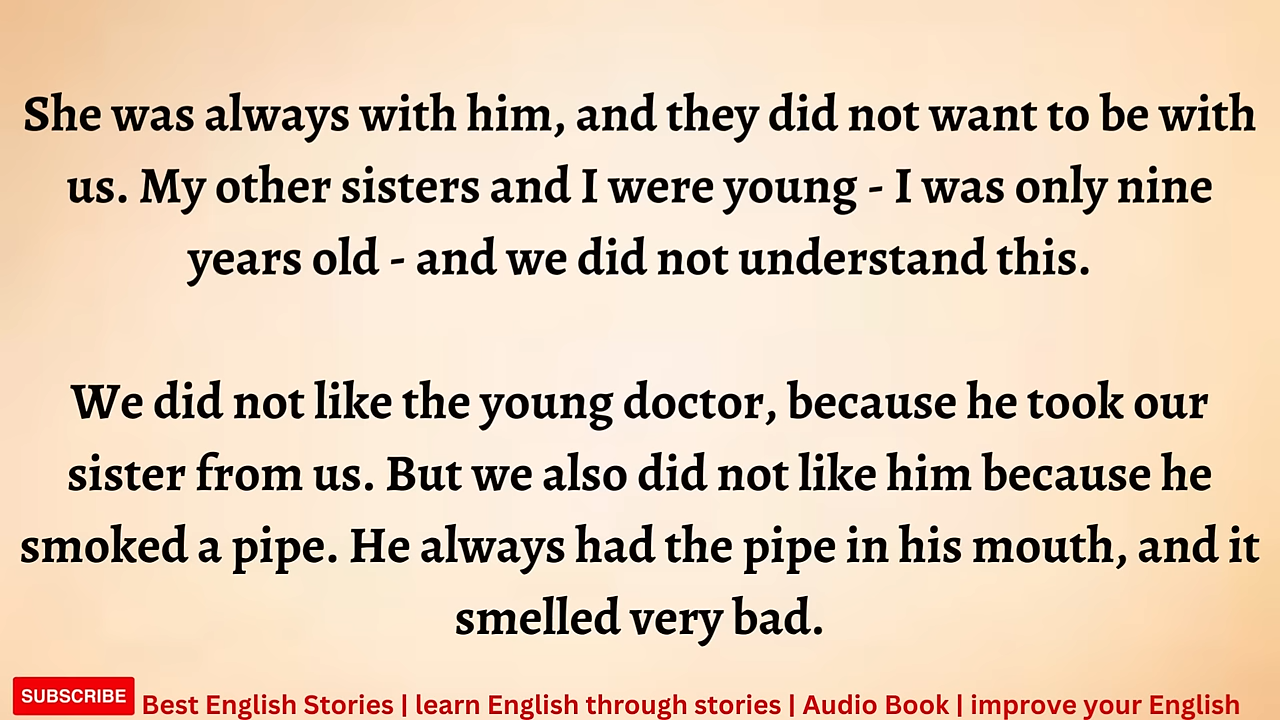 She was always with him, and they did not want to be with
us. My other sisters and I were young - I was only nine
years old - and we did not understand this.
We did not like the young doctor, because he took our
sister from us. But we also did not like him because he
smoked a pipe. He always had the pipe in his mouth, and it
smelled very bad.
SUBSCRIBE Best English Stories | learn English through stories | Audio Book | improve your English